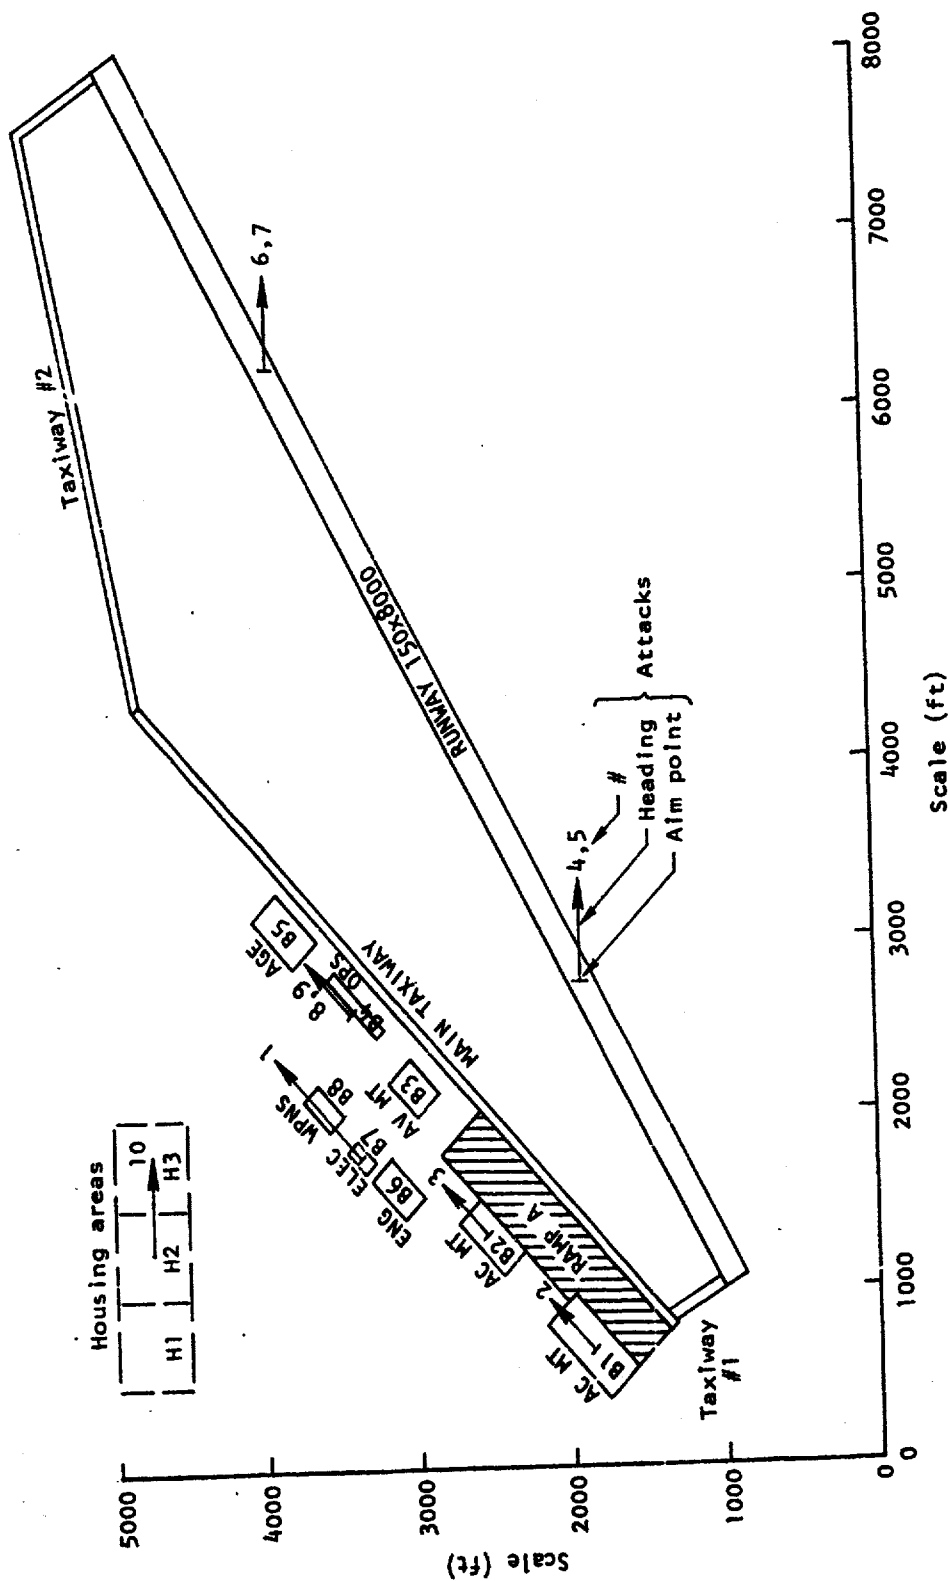 Housing areas
H1
H2
H3
10
Taxiway #2
6,7
RUNWAY 150x8000
MAIN TAXIWAY
AGE
B5
8,9
B4 OPS
1
WPNS
B8
ELEC
B7
AV MT
B3
ENG
B6
3
AC MT
B2
RAMP A
2
AC MT
B1
Taxiway
#1
4,5
#
Heading
Aim point
Attacks
5000
4000
3000
2000
1000
0
Scale (ft)
0
1000
2000
3000
4000
5000
6000
7000
8000
Scale (ft)